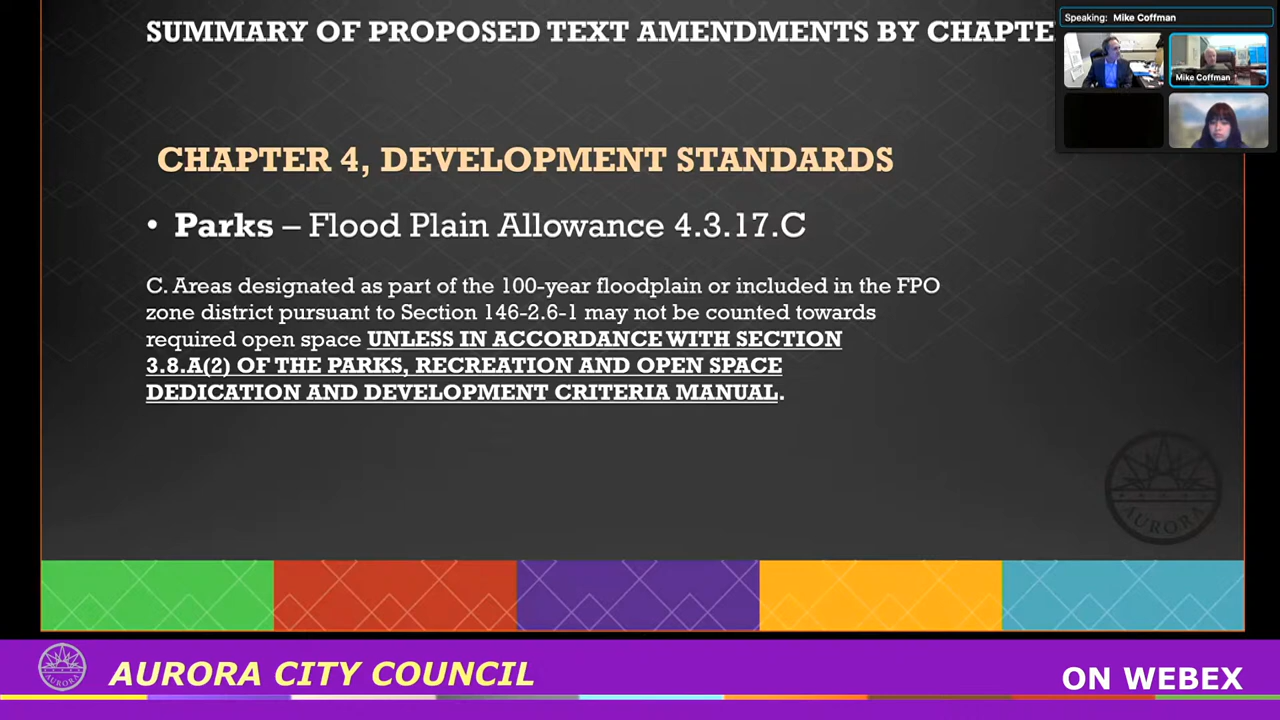 SUMMARY OF PROPOSED TEXT AMENDMENTS BY CHAPTE
Speaking: Mike Coffman
Mike Coffman
CHAPTER 4, DEVELOPMENT STANDARDS
• Parks – Flood Plain Allowance 4.3.17.C
C. Areas designated as part of the 100-year floodplain or included in the FPO
zone district pursuant to Section 146-2.6-1 may not be counted towards
required open space UNLESS IN ACCORDANCE WITH SECTION
3.8.A(2) OF THE PARKS, RECREATION AND OPEN SPACE
DEDICATION AND DEVELOPMENT CRITERIA MANUAL.
AURORA
AURORA
AURORA CITY COUNCIL
ON WEBEX